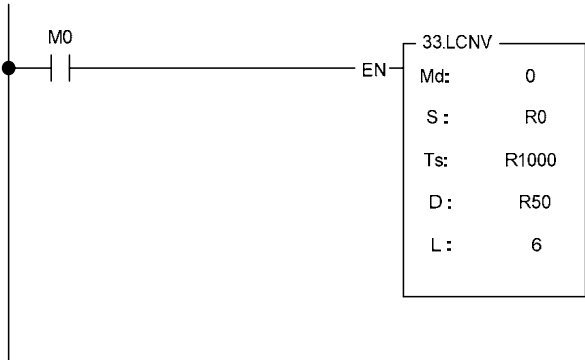 M0
33.LCNV
EN
Md: 0
S : R0
Ts: R1000
D : R50
L : 6